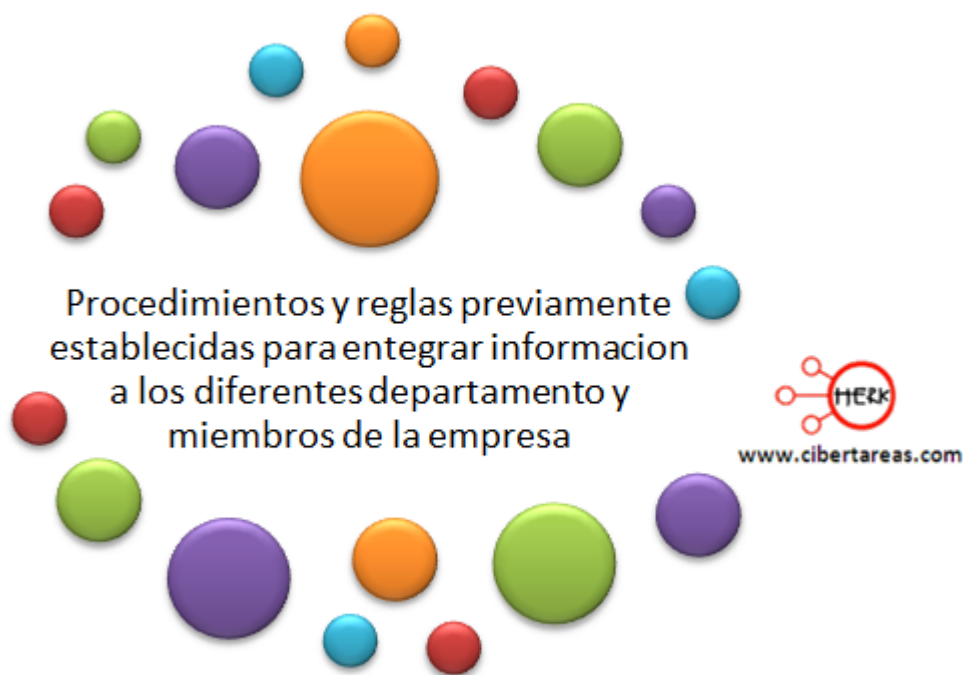 Procedimientos y reglas previamente
establecidas para entegrar informacion
a los diferentes departamento y
miembros de la empresa
HERK
www.cibertareas.com